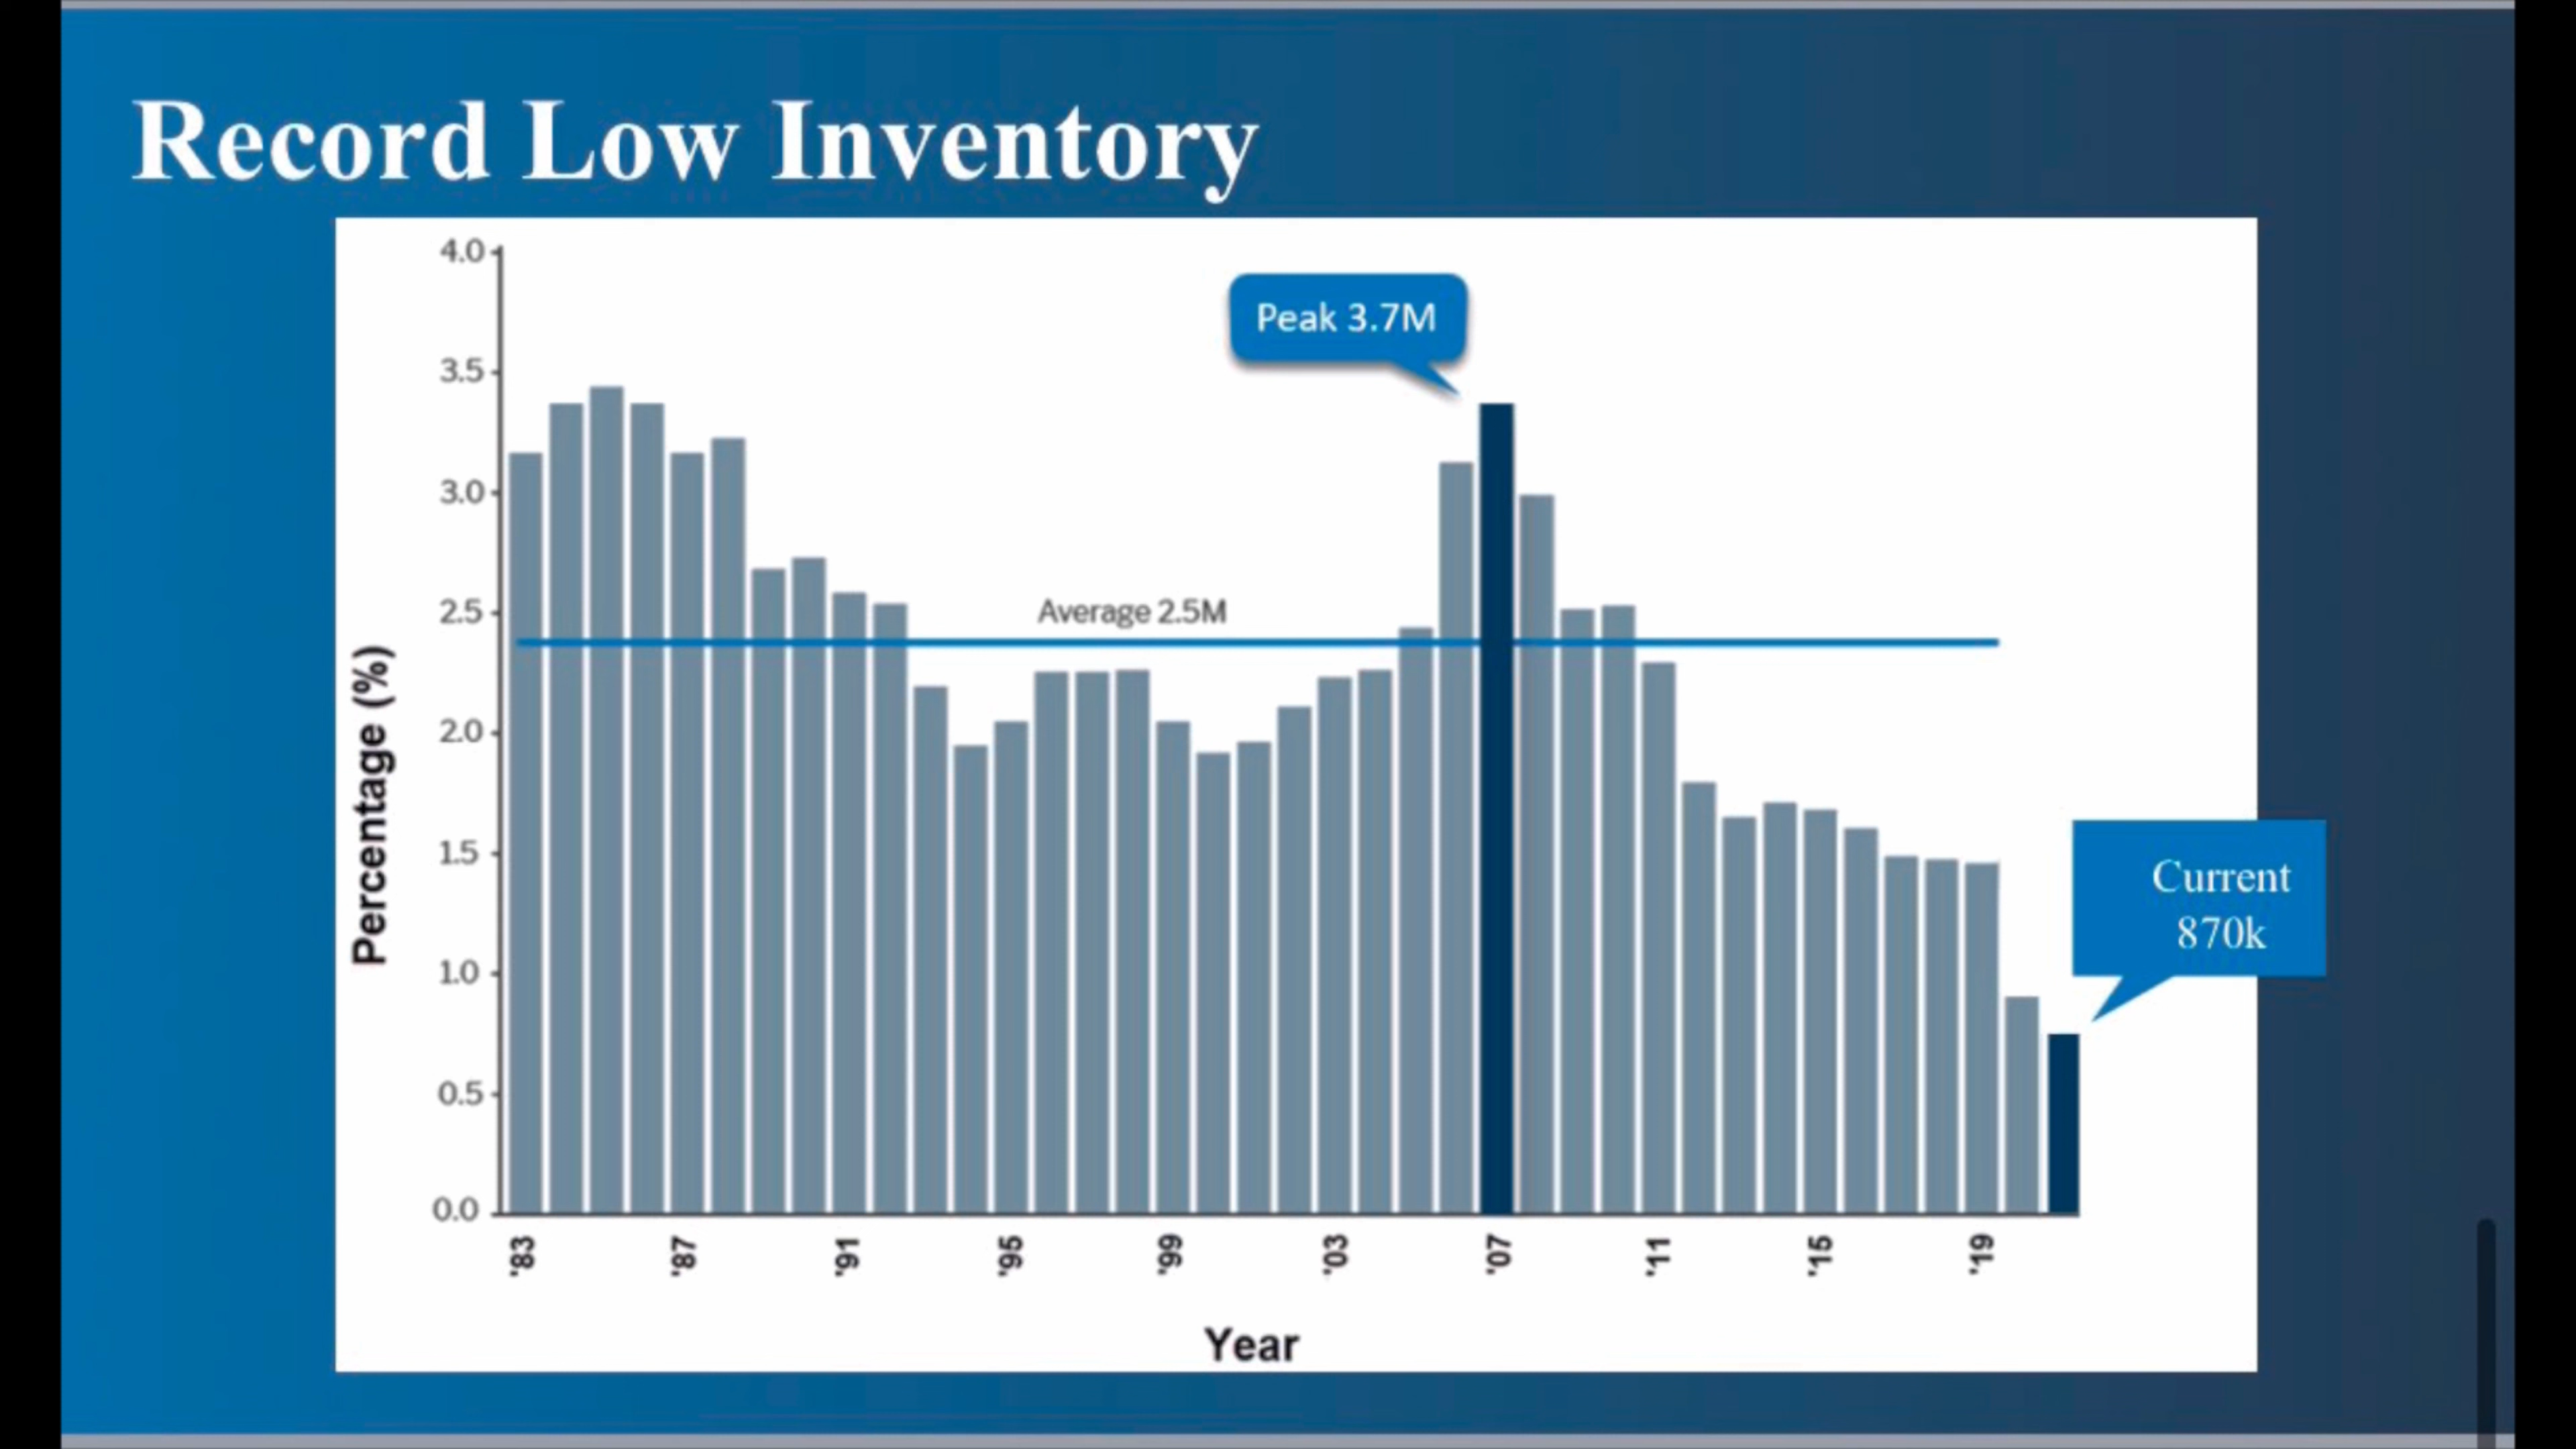 Record Low Inventory
Peak 3.7M
Average 2.5M
Current
870k
Percentage (%)
4.0
3.5
3.0
2.5
2.0
1.5
1.0
0.5
0.0
'83
'87
'91
'95
'99
'03
'07
'11
'15
'19
Year